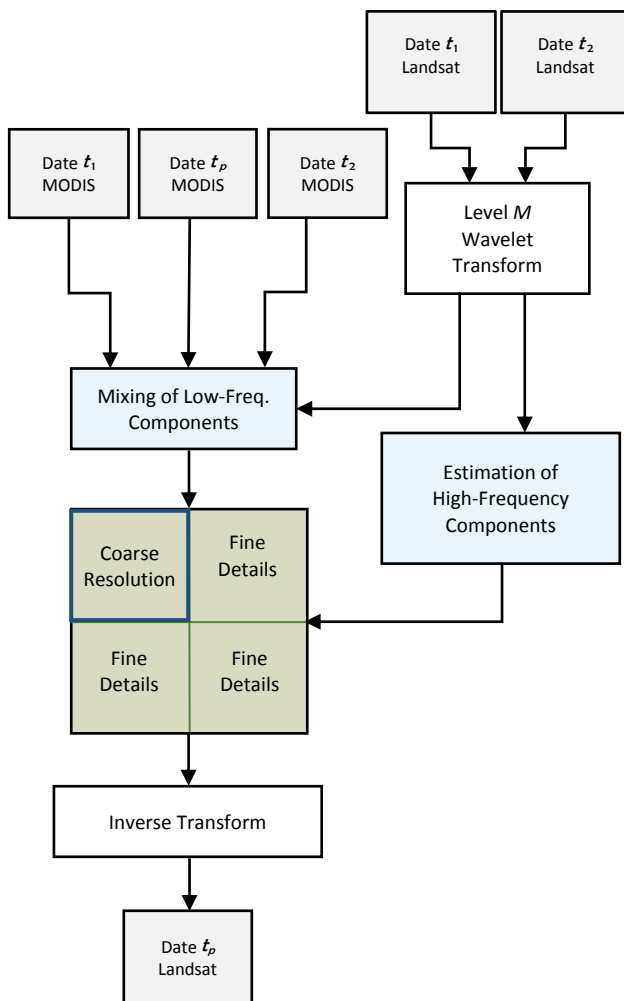 Date t₁
Landsat
Date t₂
Landsat
Date t₁
MODIS
Date tₚ
MODIS
Date t₂
MODIS
Level M
Wavelet
Transform
Mixing of Low-Freq.
Components
Estimation of
High-Frequency
Components
Coarse
Resolution
Fine
Details
Fine
Details
Fine
Details
Inverse Transform
Date tₚ
Landsat